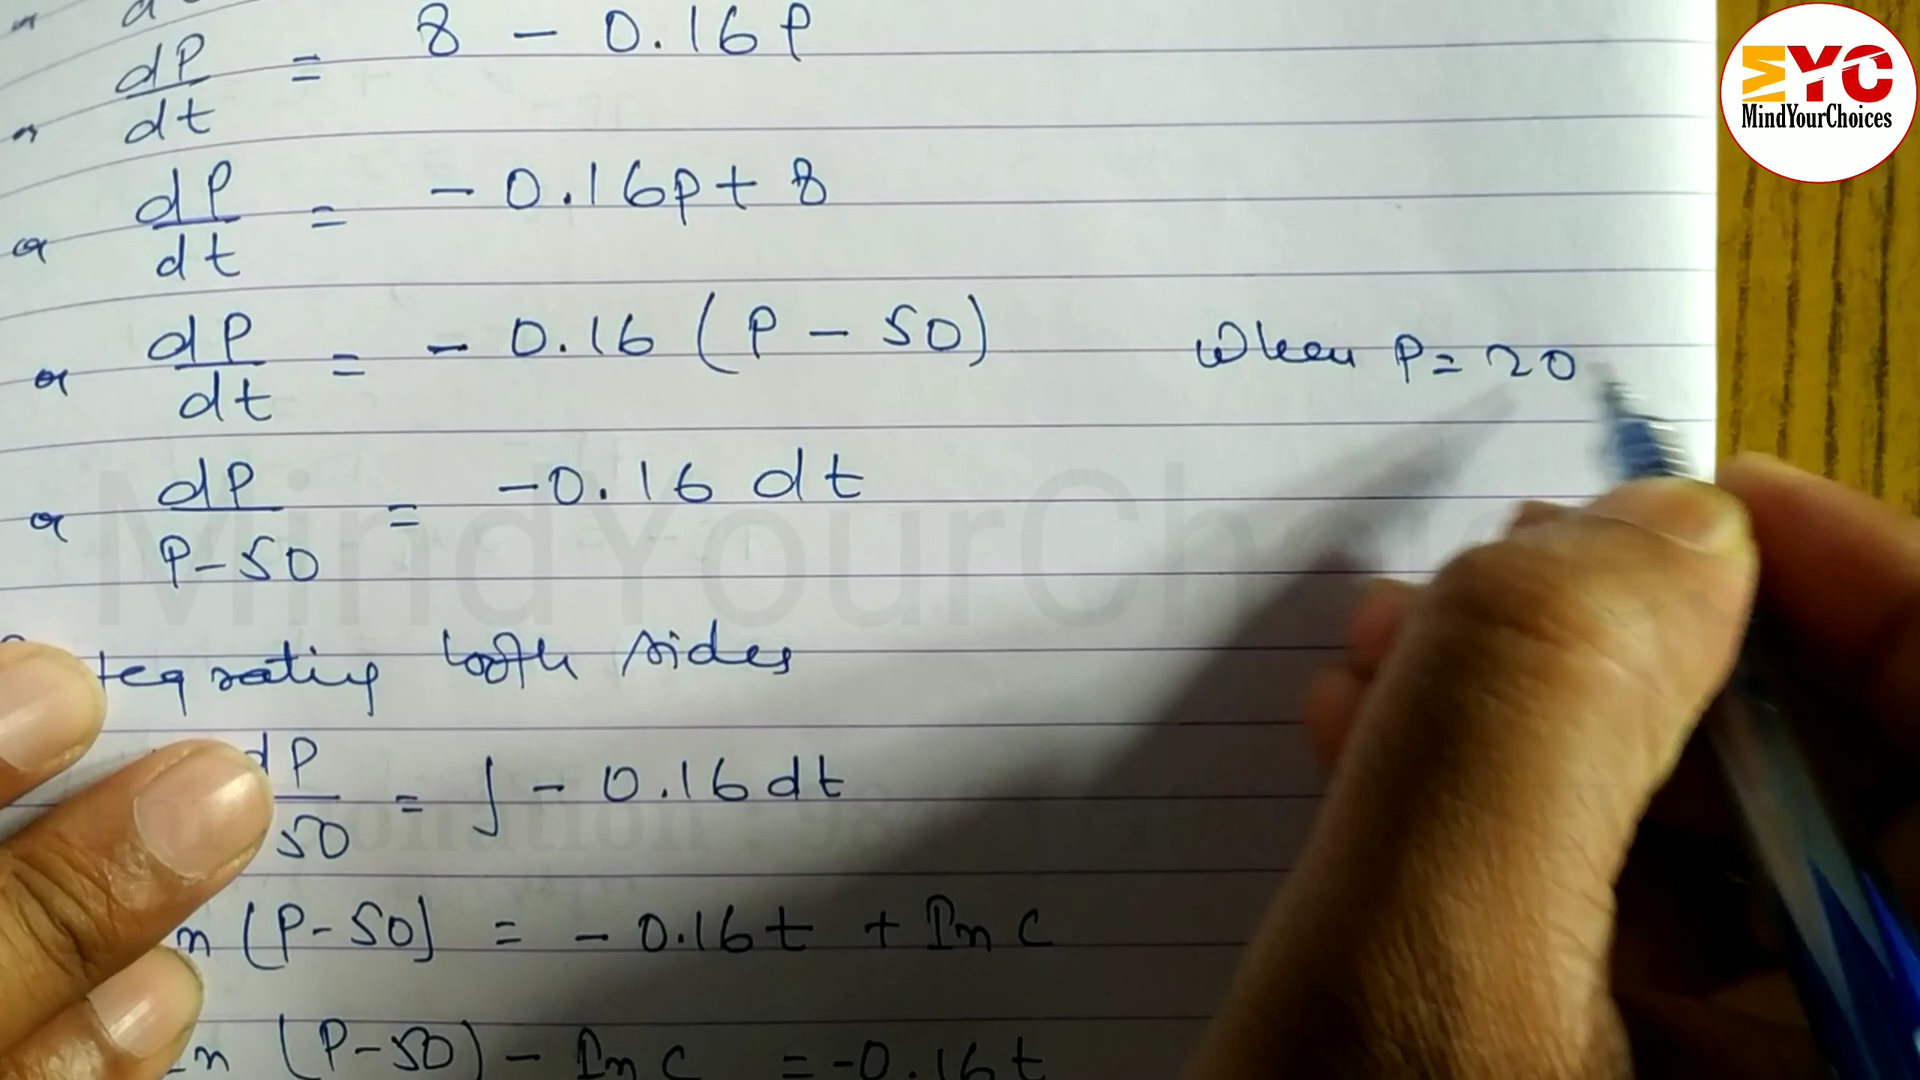 dP/dt = 8 - 0.16P
or dP/dt = - 0.16P + 8
or dP/dt = - 0.16 (P - 50)
When P = 20
or dP/P-50 = -0.16 dt
tegrating both sides
dP/50 = ∫ - 0.16 dt
n (P-50) = - 0.16t + ln C
n (P-50) - ln C = -0.16t
MYC
MindYourChoices
MindYourChoices